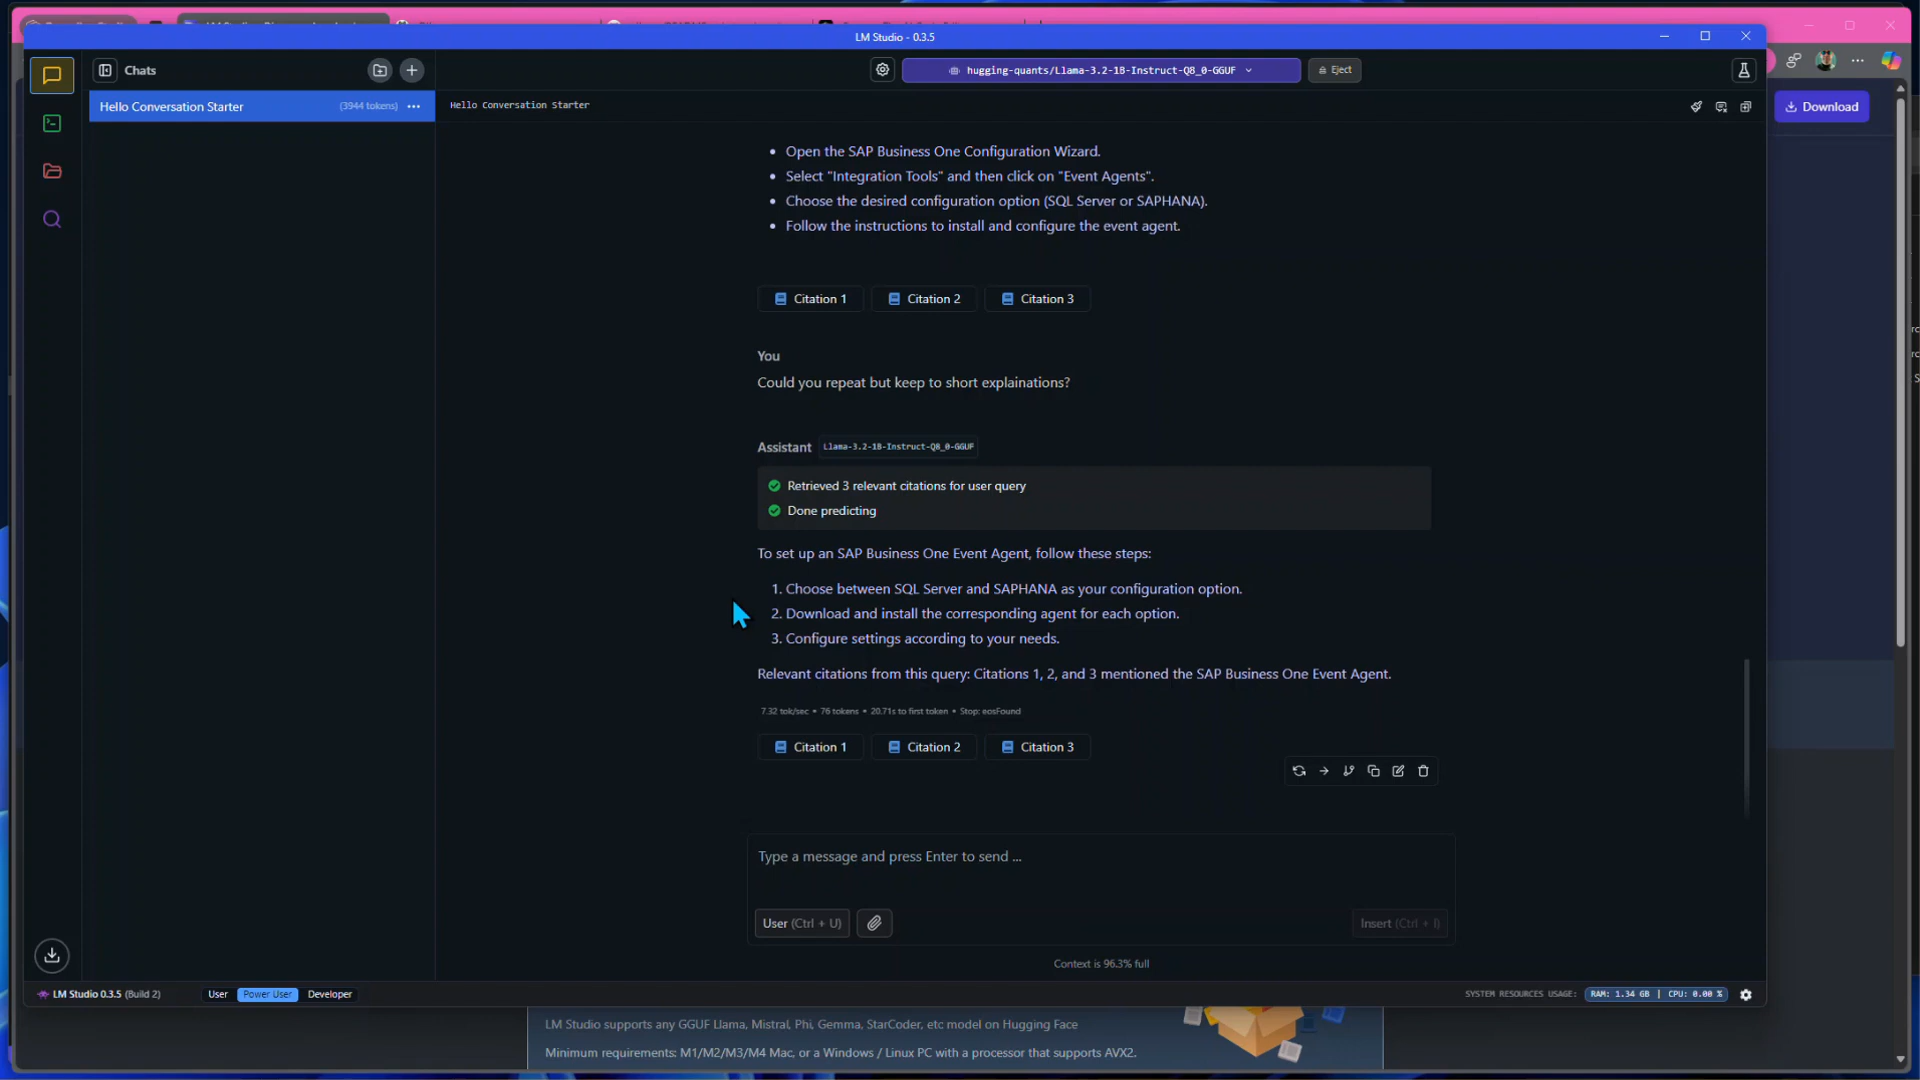 LM Studio - 0.3.5
Chats
hugging-quants/Llama-3.2-1B-Instruct-Q8_0-GGUF
Eject
Hello Conversation Starter
(3944 tokens)
Hello Conversation Starter
Download
Open the SAP Business One Configuration Wizard.
Select "Integration Tools" and then click on "Event Agents".
Choose the desired configuration option (SQL Server or SAPHANA).
Follow the instructions to install and configure the event agent.
Citation 1
Citation 2
Citation 3
You
Could you repeat but keep to short explainations?
Assistant
Llama-3.2-1B-Instruct-Q8_0-GGUF
Retrieved 3 relevant citations for user query
Done predicting
To set up an SAP Business One Event Agent, follow these steps:
1. Choose between SQL Server and SAPHANA as your configuration option.
2. Download and install the corresponding agent for each option.
3. Configure settings according to your needs.
Relevant citations from this query: Citations 1, 2, and 3 mentioned the SAP Business One Event Agent.
7.32 tok/sec • 76 tokens • 20.71s to first token • Stop: eosFound
Citation 1
Citation 2
Citation 3
Type a message and press Enter to send ...
User (Ctrl + U)
Insert (Ctrl + I)
Context is 96.3% full
LM Studio 0.3.5 (Build 2)
User
Power User
Developer
SYSTEM RESOURCES USAGE:
RAM: 1.34 GB | CPU: 0.00 %
LM Studio supports any GGUF Llama, Mistral, Phi, Gemma, StarCoder, etc model on Hugging Face
Minimum requirements: M1/M2/M3/M4 Mac, or a Windows / Linux PC with a processor that supports AVX2.